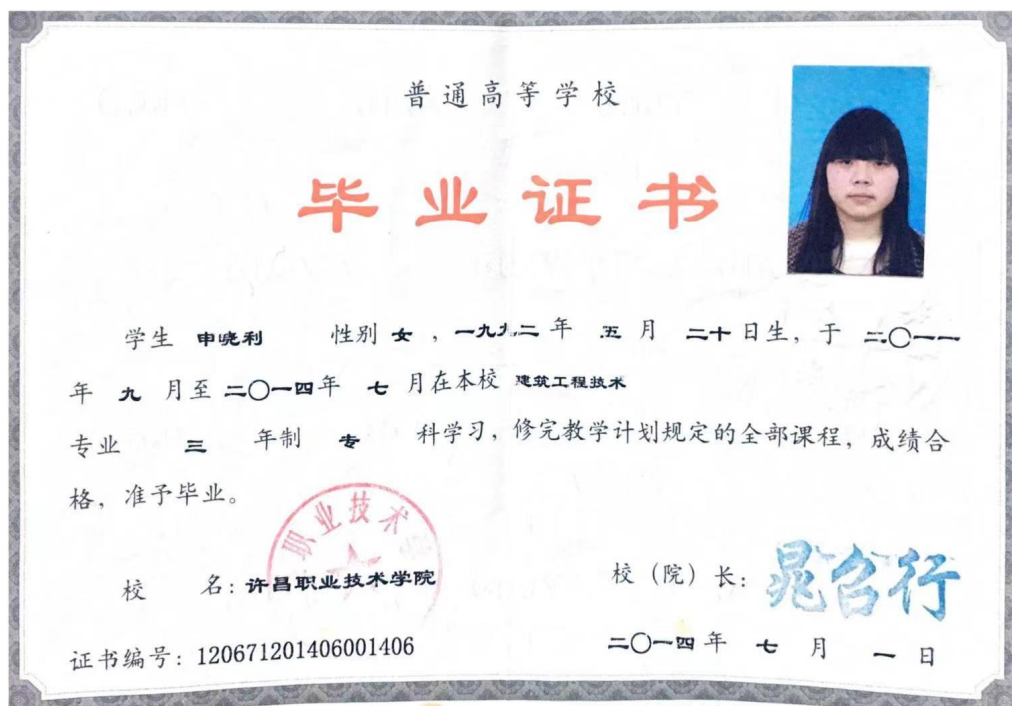 普通高等学校
毕业证书
学生 申晓利 性别 女 , 一九九二 年 五 月 二十 日生, 于 二〇一一
年 九 月至 二〇一四年 七 月在本校 建筑工程技术
专业 三 年制 专 科学习, 修完教学计划规定的全部课程, 成绩合
格, 准予毕业。
职业技术
校 名: 许昌职业技术学院
校 (院) 长: 晁召行
证书编号: 120671201406001406
二〇一四 年 七 月 一 日